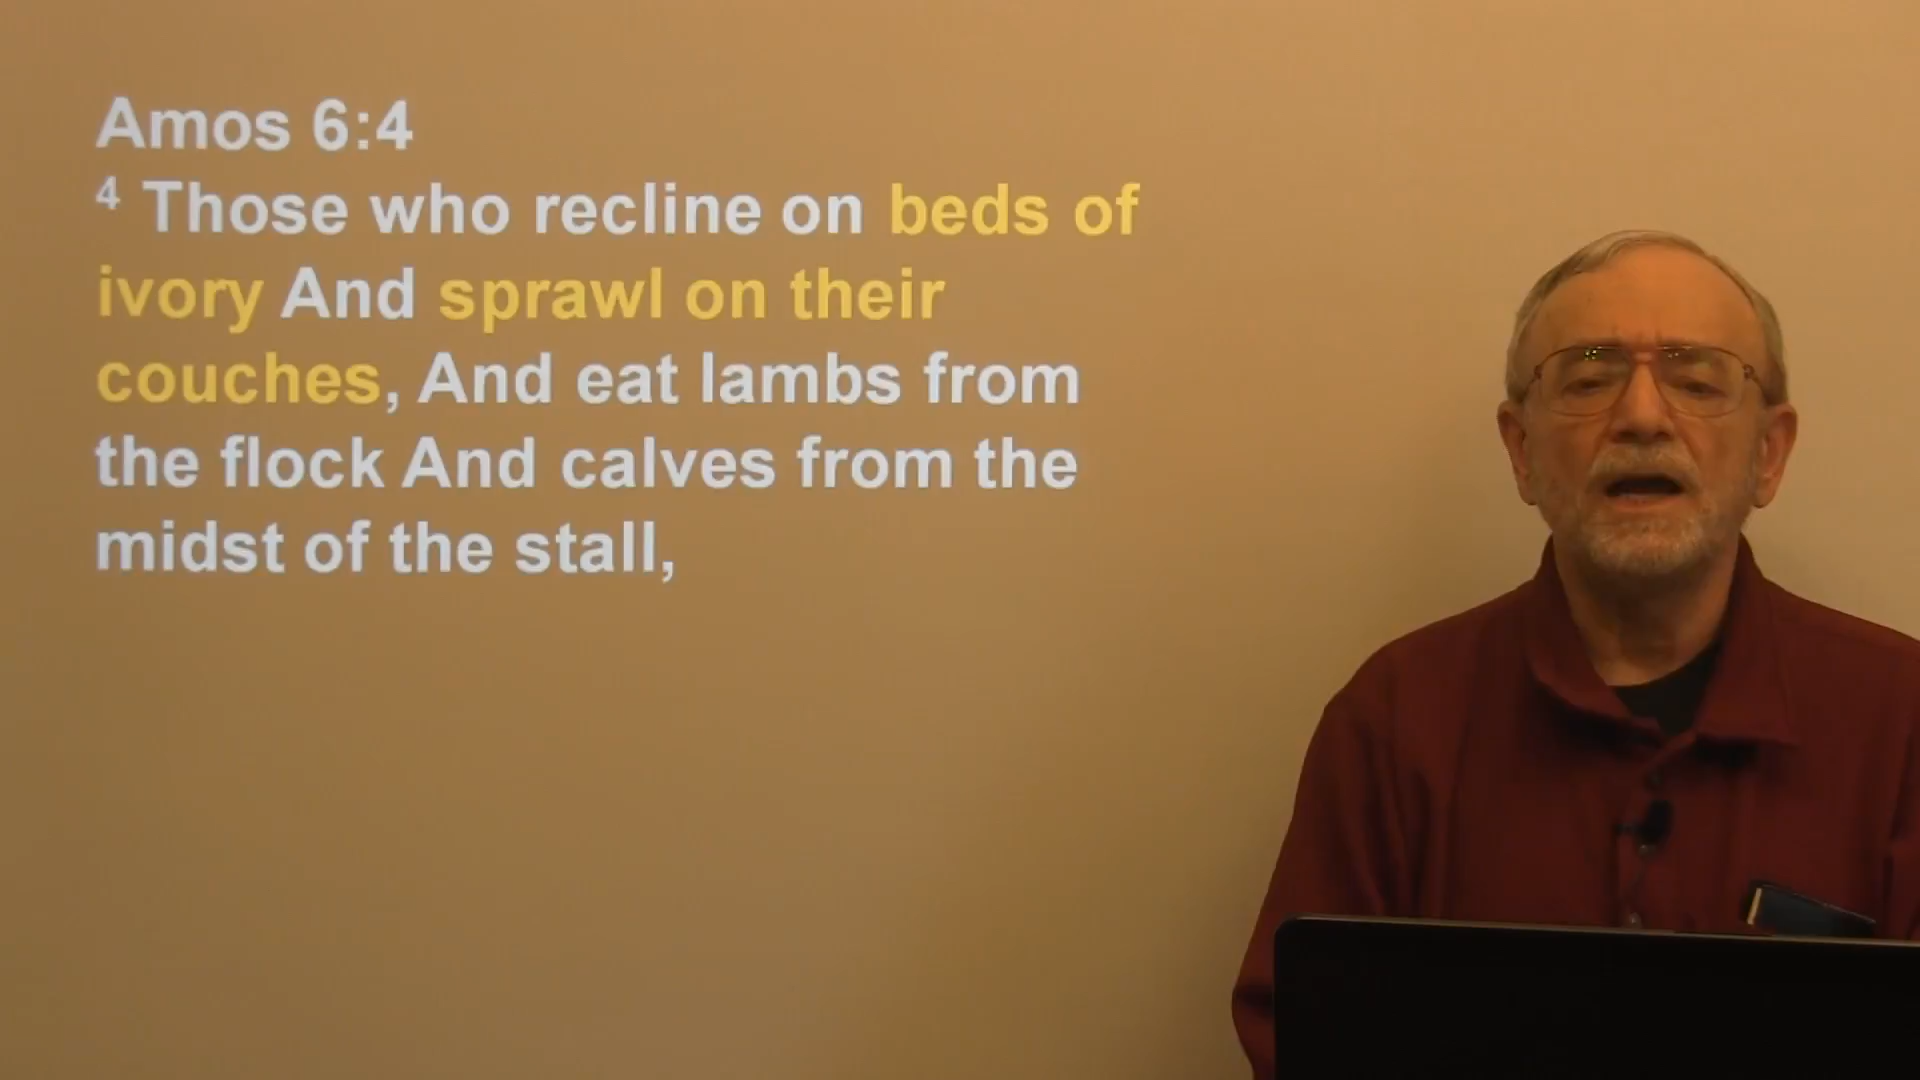 Amos 6:4
4 Those who recline on beds of
ivory And sprawl on their
couches, And eat lambs from
the flock And calves from the
midst of the stall,